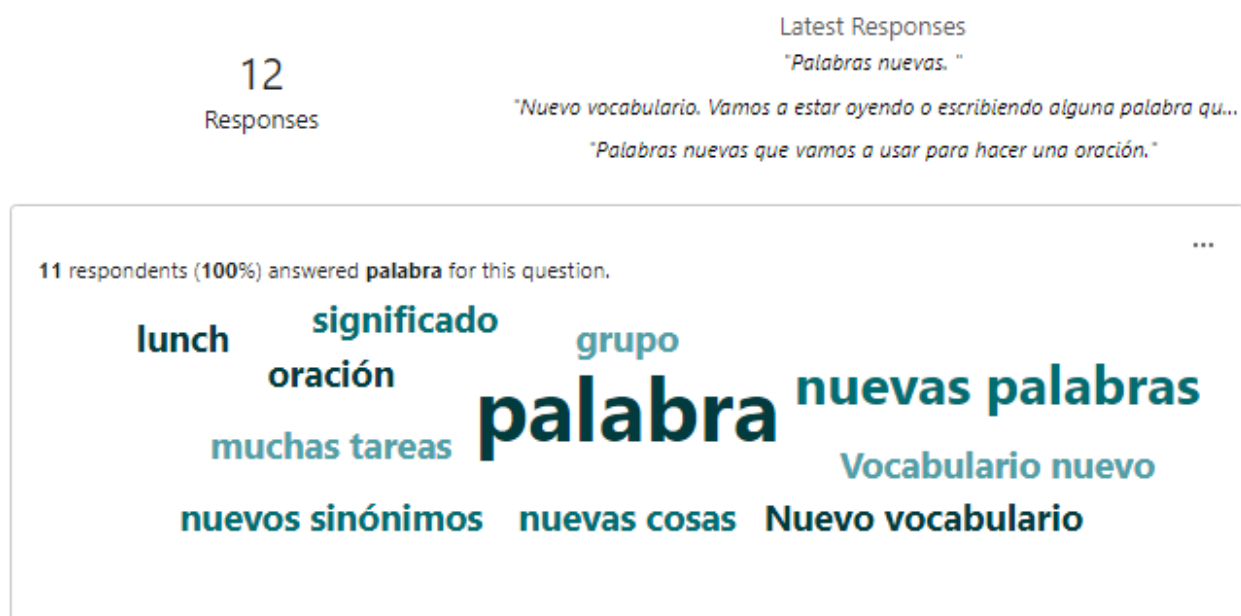 12
Responses
Latest Responses
"Palabras nuevas. "
"Nuevo vocabulario. Vamos a estar oyendo o escribiendo alguna palabra qu...
"Palabras nuevas que vamos a usar para hacer una oración."
...
11 respondents (100%) answered palabra for this question.
lunch
significado
grupo
oración
palabra
nuevas palabras
muchas tareas
Vocabulario nuevo
nuevos sinónimos
nuevas cosas
Nuevo vocabulario